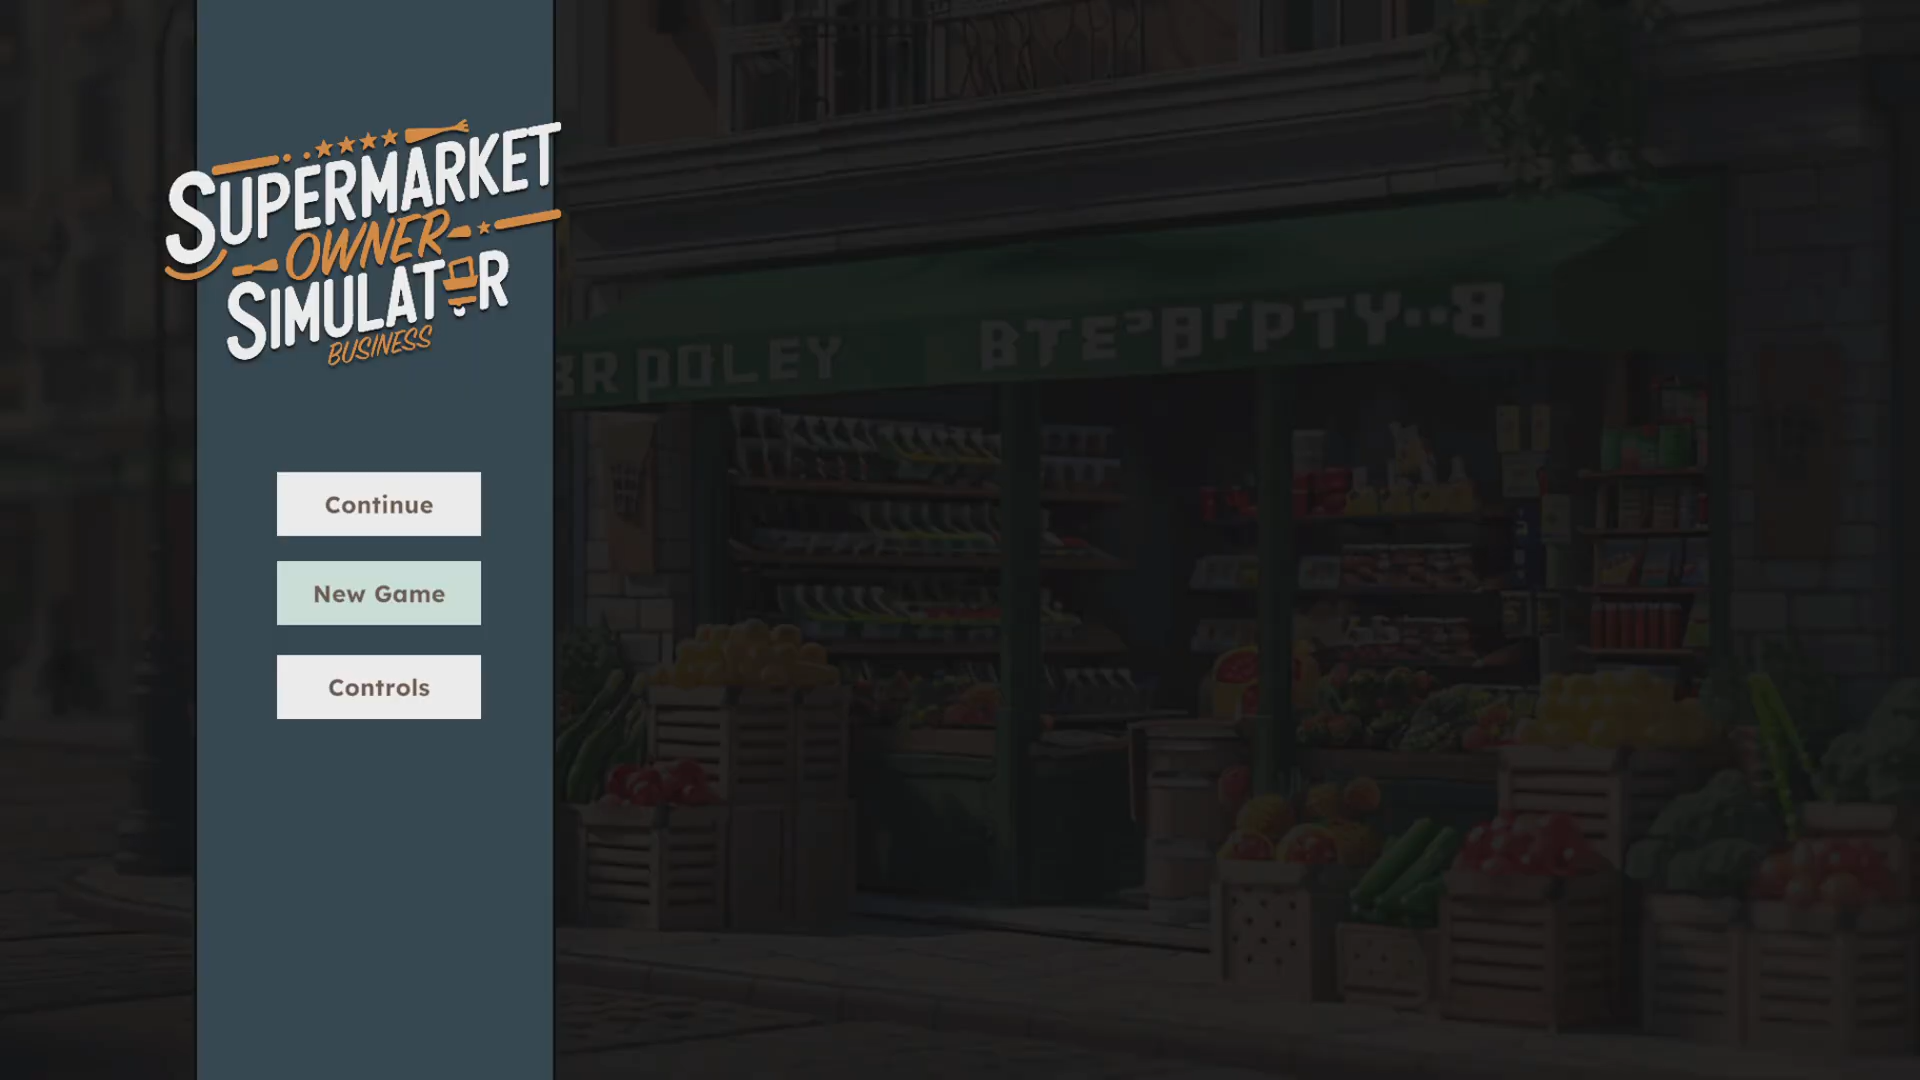 SUPERMARKET
OWNER
SIMULATOR
BUSINESS
Continue
New Game
Controls